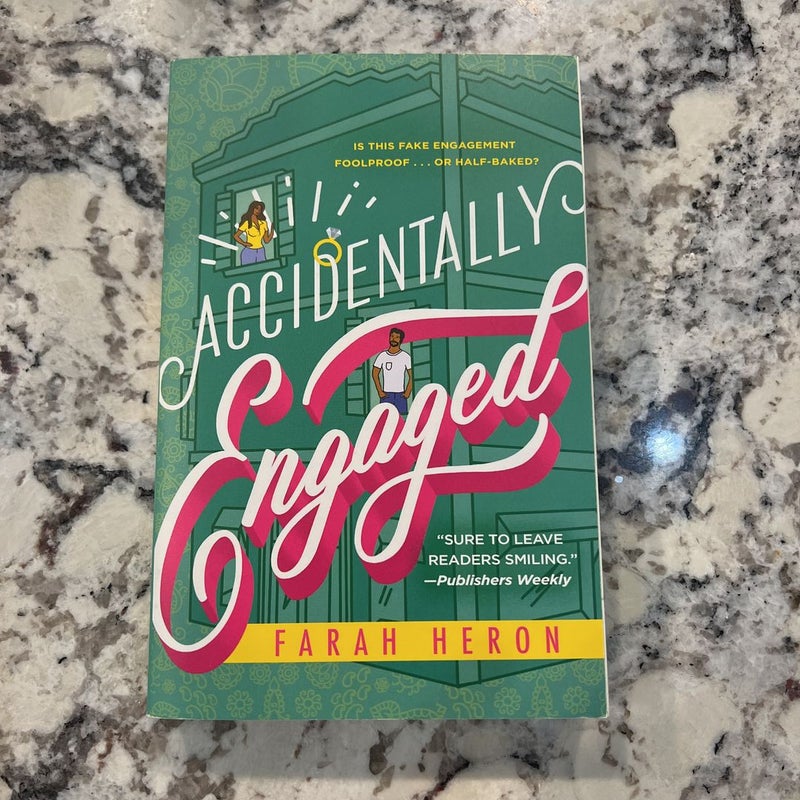 IS THIS FAKE ENGAGEMENT
FOOLPROOF . . . OR HALF-BAKED?
ACCIDENTALLY
Engaged
“SURE TO LEAVE
READERS SMILING.”
—Publishers Weekly
FARAH HERON